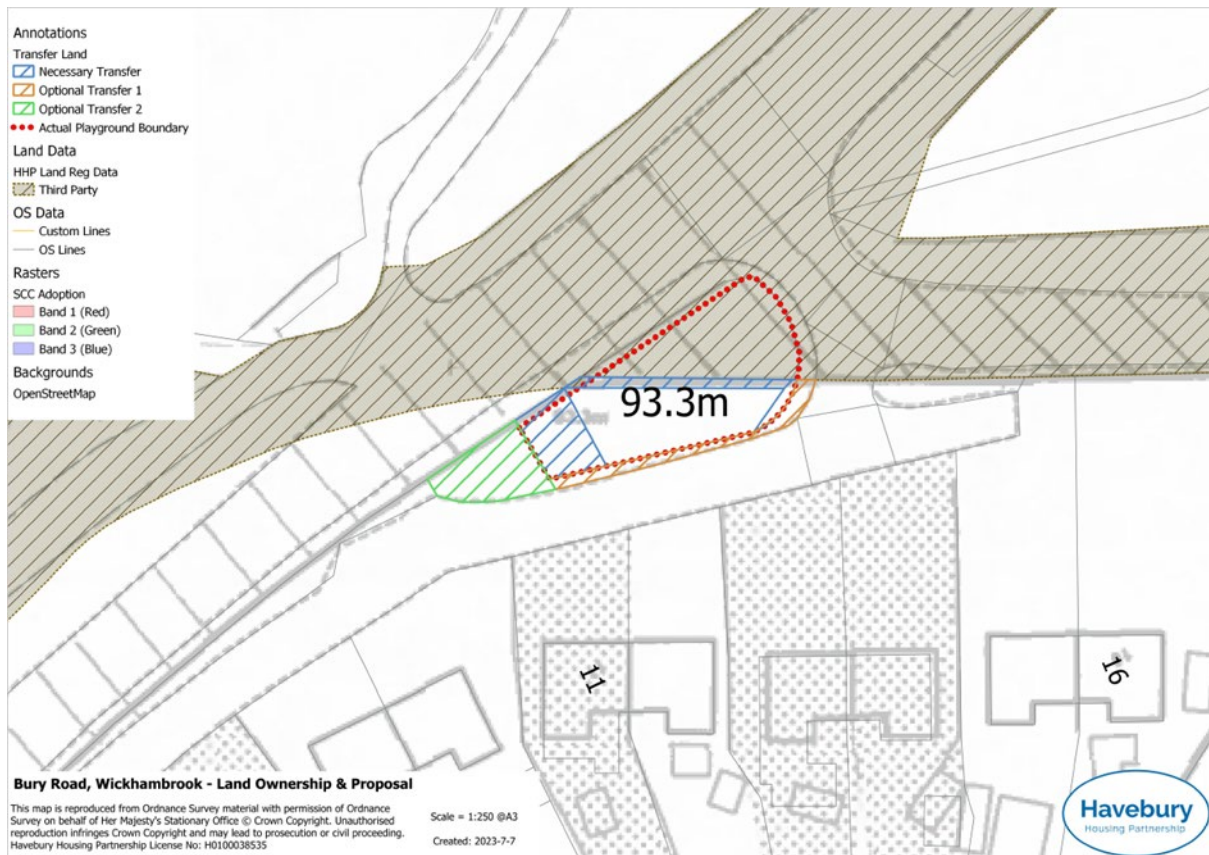 Annotations
Transfer Land
Necessary Transfer
Optional Transfer 1
Optional Transfer 2
Actual Playground Boundary
Land Data
HHP Land Reg Data
Third Party
OS Data
Custom Lines
OS Lines
Rasters
SCC Adoption
Band 1 (Red)
Band 2 (Green)
Band 3 (Blue)
Backgrounds
OpenStreetMap
93.3m
11
16
Bury Road, Wickhambrook - Land Ownership & Proposal
This map is reproduced from Ordnance Survey material with permission of Ordnance
Survey on behalf of Her Majesty's Stationary Office © Crown Copyright. Unauthorised
reproduction infringes Crown Copyright and may lead to prosecution or civil proceeding.
Havebury Housing Partnership License No: H0100038535
Scale = 1:250 @A3
Created: 2023-7-7
Havebury
Housing Partnership